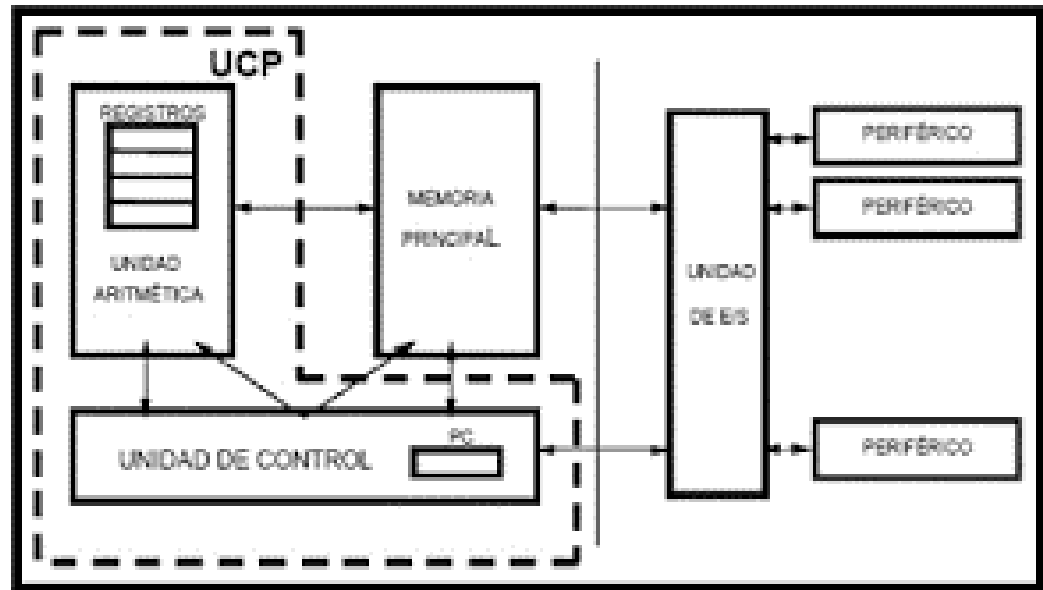 UCP
REGISTROS
UNIDAD
ARITMÉTICA
MEMORIA
PRINCIPAL
UNIDAD DE CONTROL
PC
UNIDAD
DE E/S
PERIFÉRICO
PERIFÉRICO
PERIFÉRICO